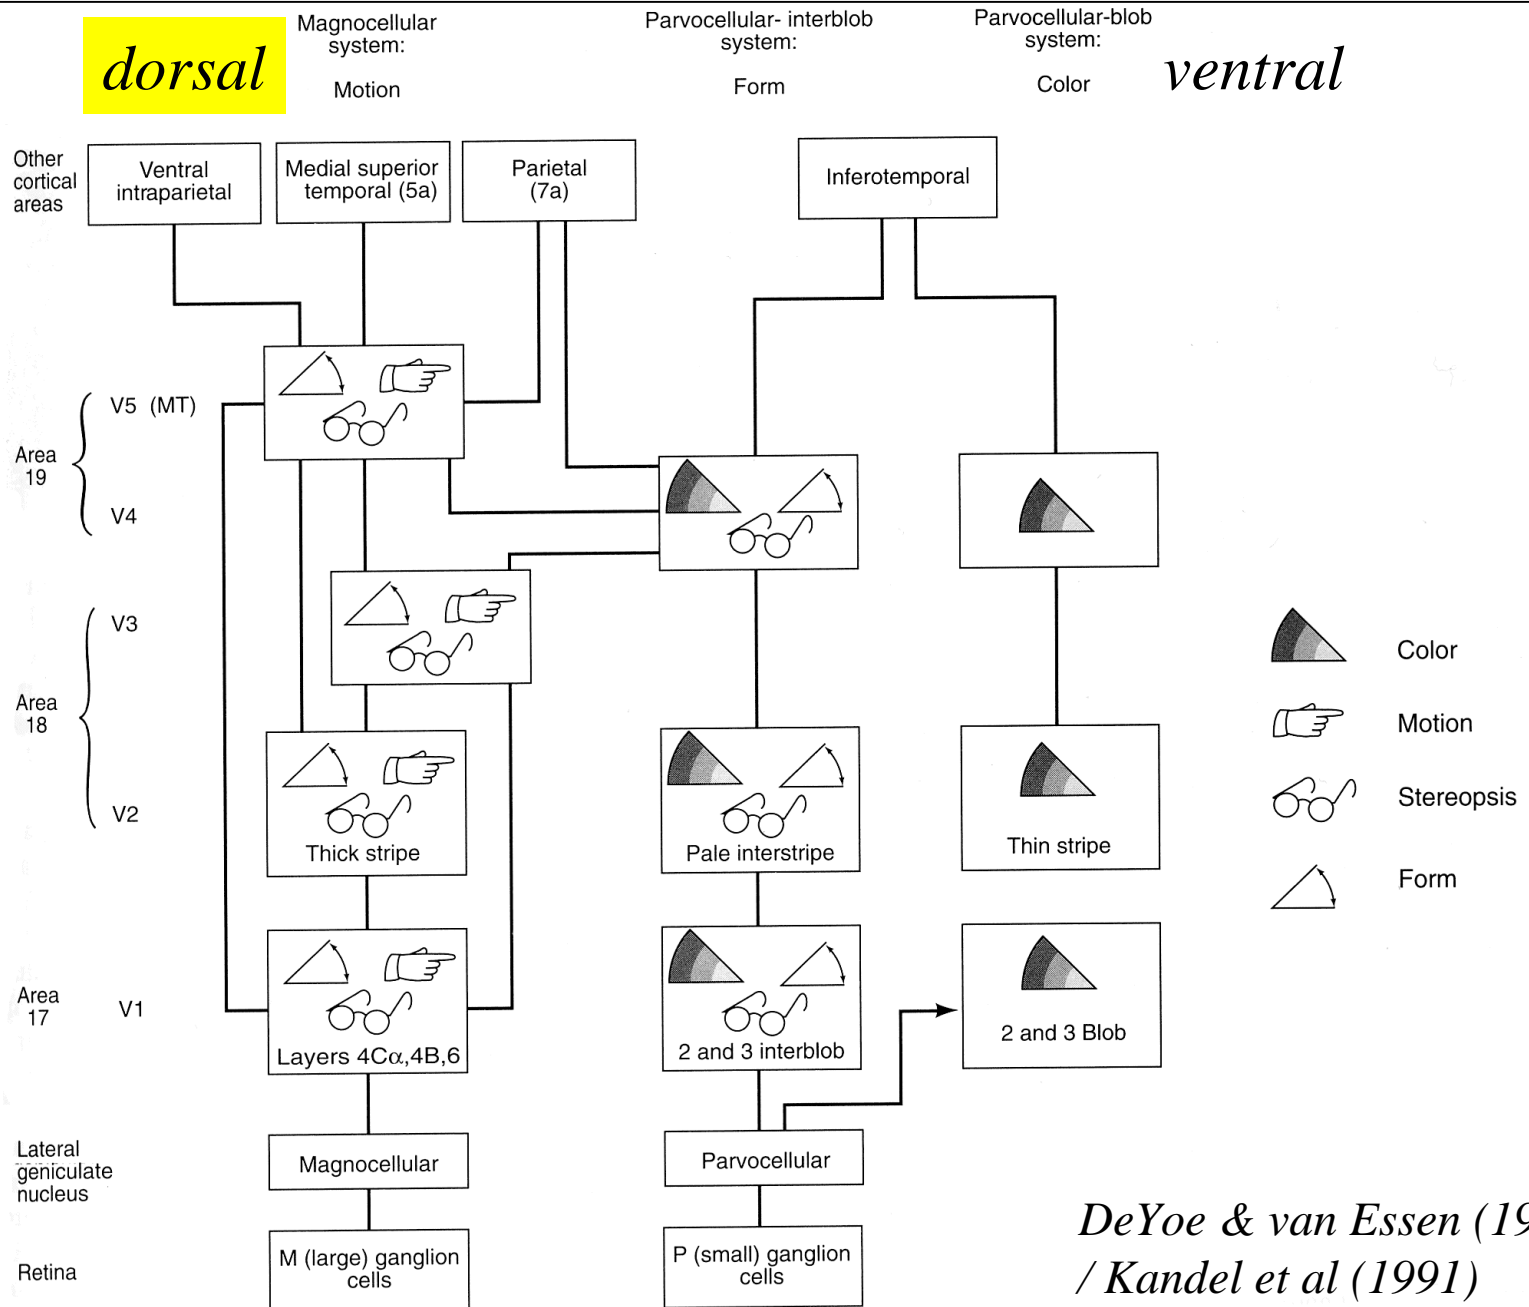 dorsal
Magnocellular
system:
Motion
Parvocellular- interblob
system:
Form
Parvocellular-blob
system:
Color
ventral
Other
cortical
areas
Ventral
intraparietal
Medial superior
temporal (5a)
Parietal
(7a)
Inferotemporal
V5 (MT)
Area
19
V4
V3
Area
18
V2
Thick stripe
Pale interstripe
Thin stripe
Color
Motion
Stereopsis
Form
Area
17
V1
Layers 4Cα,4B,6
2 and 3 interblob
2 and 3 Blob
Lateral
geniculate
nucleus
Magnocellular
Parvocellular
Retina
M (large) ganglion
cells
P (small) ganglion
cells
DeYoe & van Essen (19
/ Kandel et al (1991)